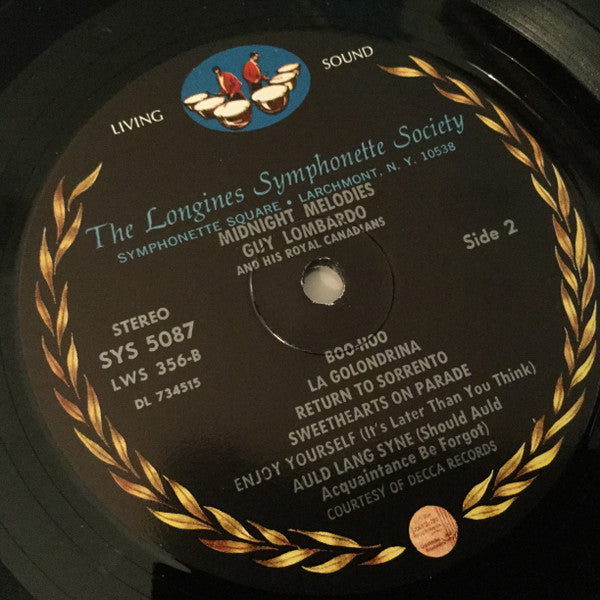 LIVING SOUND
The Longines Symphonette Society
SYMPHONETTE SQUARE • LARCHMONT, N. Y. 10538
MIDNIGHT MELODIES
GUY LOMBARDO
AND HIS ROYAL CANADIANS
Side 2
STEREO
SYS 5087
LWS 356-B
DL 734515
BOO-HOO
LA GOLONDRINA
RETURN TO SORRENTO
SWEETHEARTS ON PARADE
ENJOY YOURSELF (It's Later Than You Think)
AULD LANG SYNE (Should Auld
Acquaintance Be Forgot)
COURTESY OF DECCA RECORDS